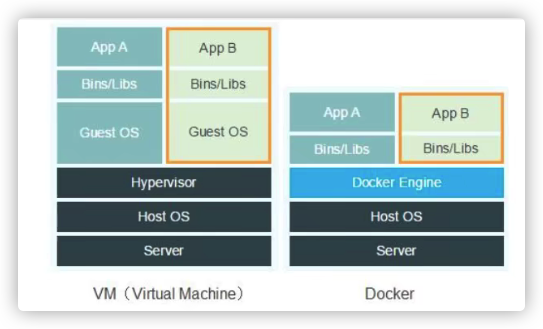 App A
App B
Bins/Libs
Bins/Libs
Guest OS
Guest OS
Hypervisor
Host OS
Server
VM（Virtual Machine）
App A
App B
Bins/Libs
Bins/Libs
Docker Engine
Host OS
Server
Docker